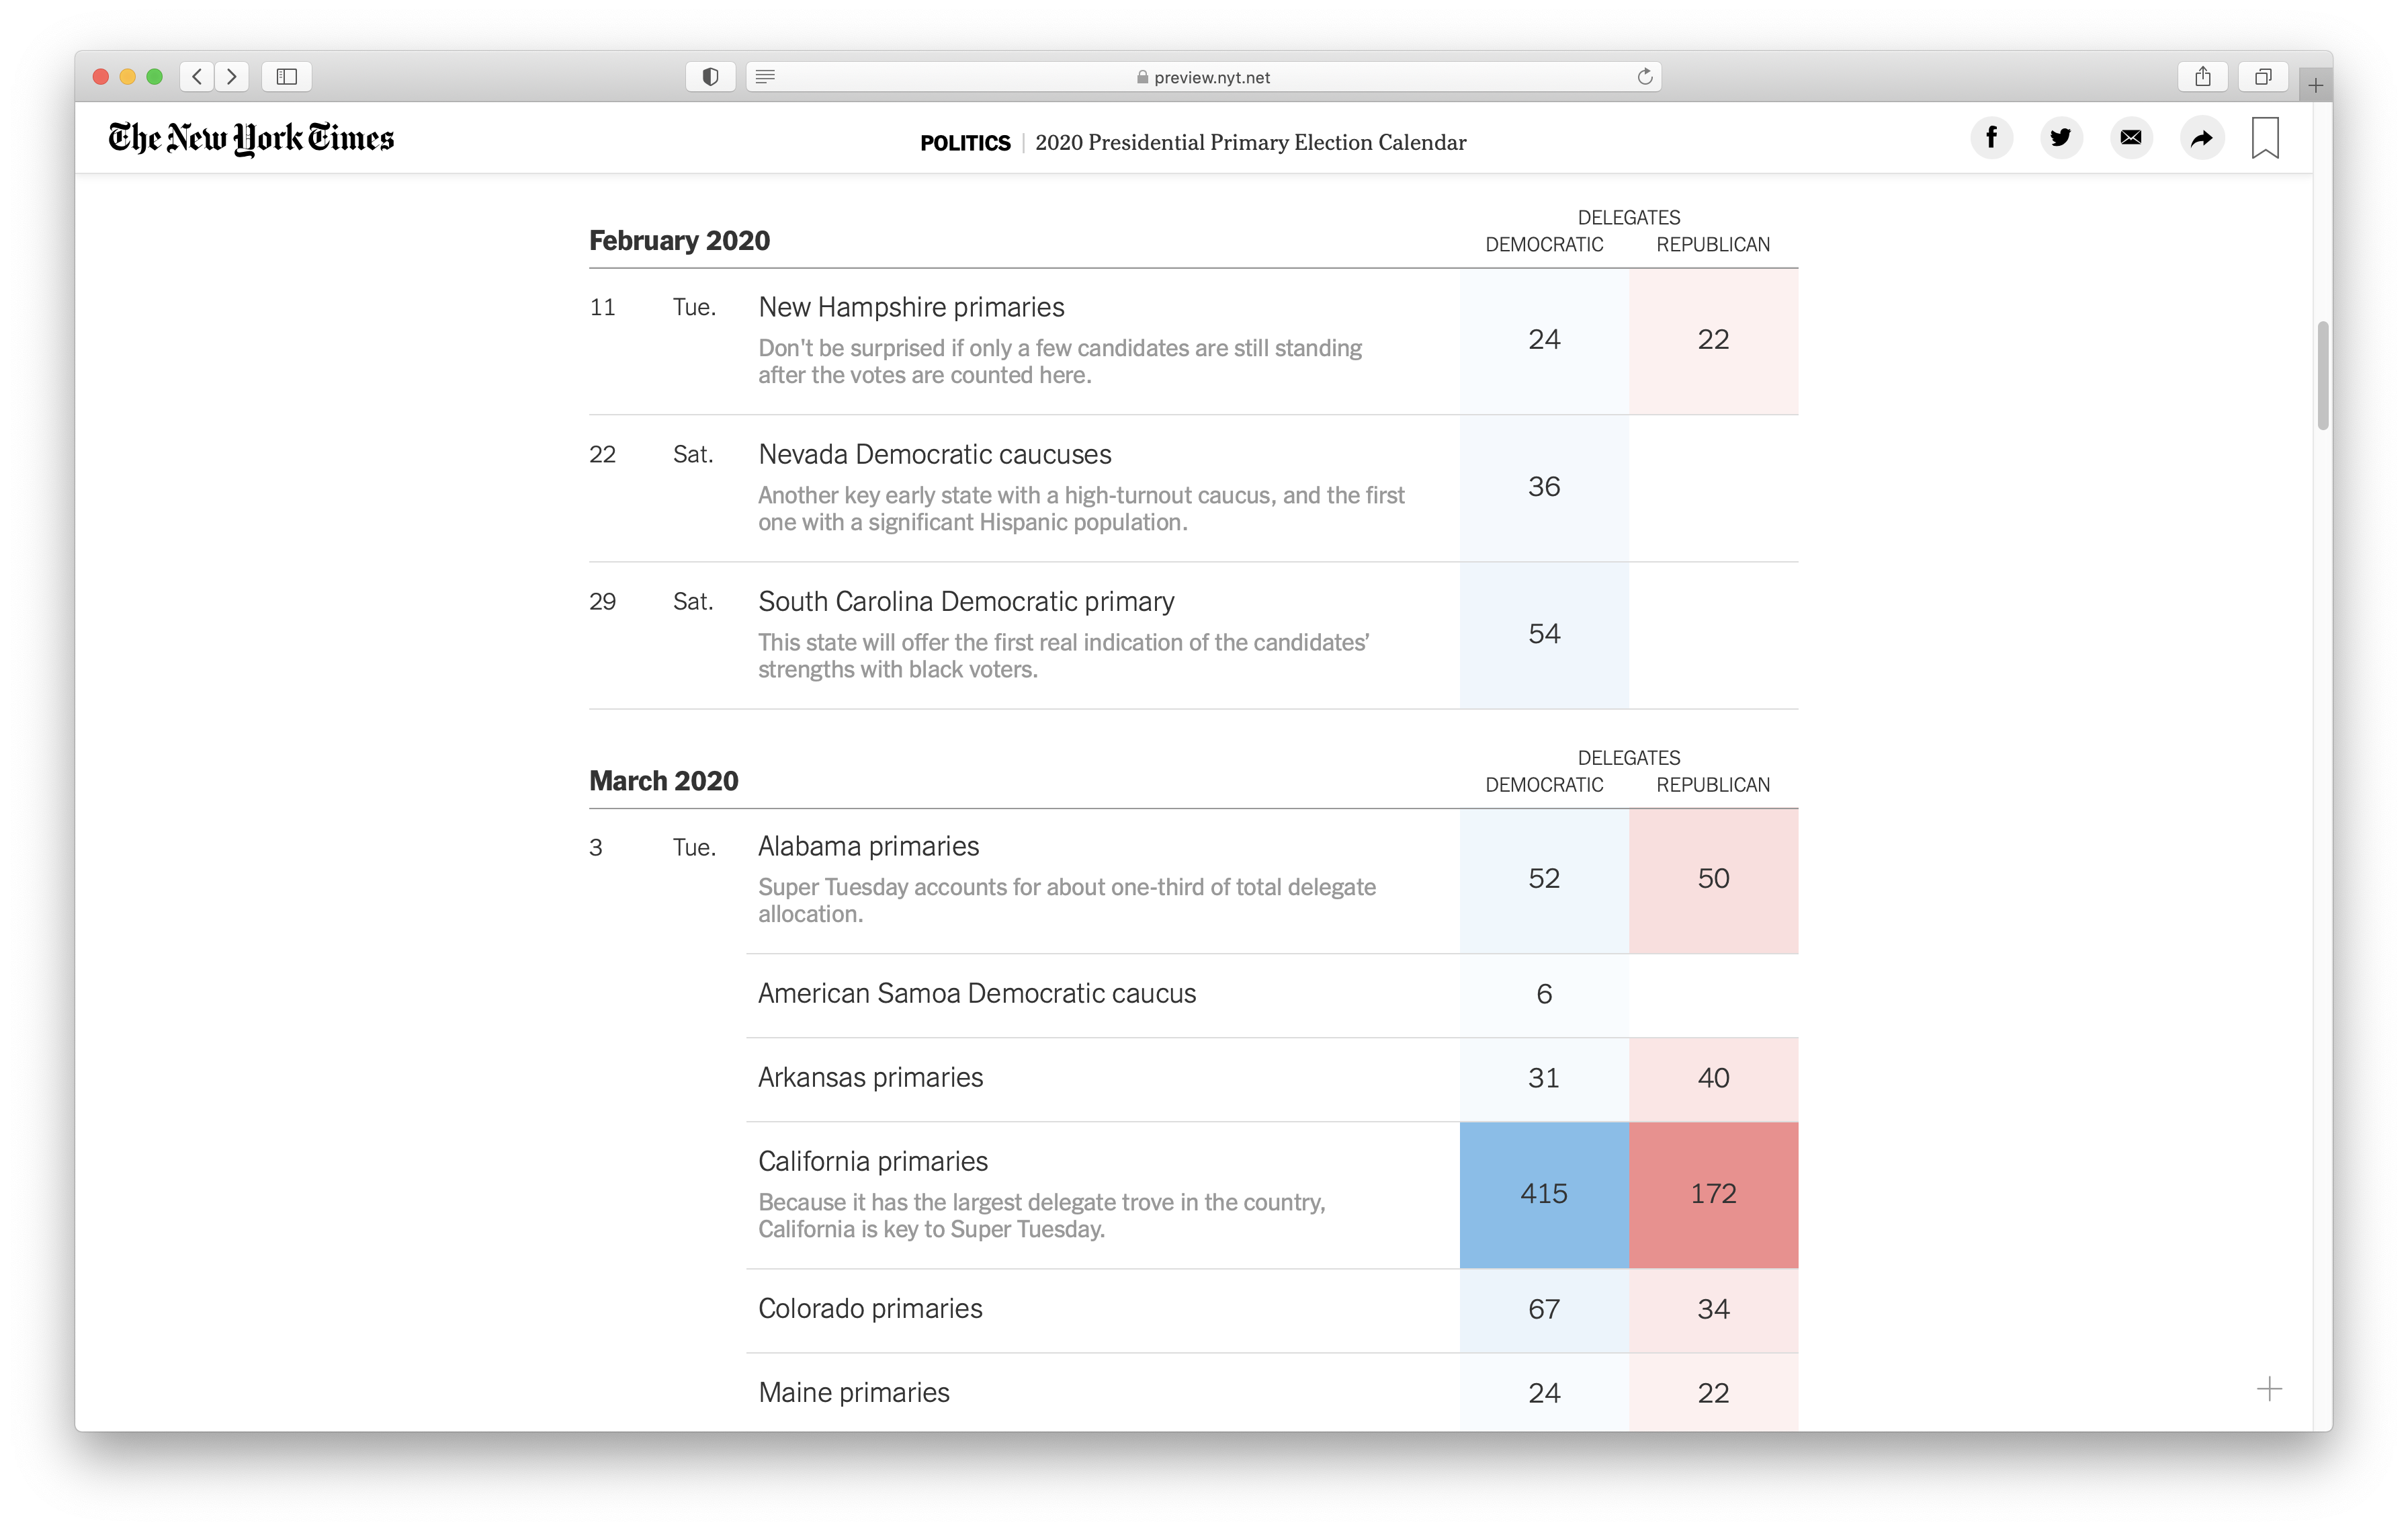 preview.nyt.net
The New York Times
POLITICS | 2020 Presidential Primary Election Calendar
February 2020
DELEGATES
DEMOCRATIC REPUBLICAN
11 Tue. New Hampshire primaries
Don't be surprised if only a few candidates are still standing
after the votes are counted here.
24 22
22 Sat. Nevada Democratic caucuses
Another key early state with a high-turnout caucus, and the first
one with a significant Hispanic population.
36
29 Sat. South Carolina Democratic primary
This state will offer the first real indication of the candidates’
strengths with black voters.
54
March 2020
DELEGATES
DEMOCRATIC REPUBLICAN
3 Tue. Alabama primaries
Super Tuesday accounts for about one-third of total delegate
allocation.
52 50
American Samoa Democratic caucus 6
Arkansas primaries 31 40
California primaries
Because it has the largest delegate trove in the country,
California is key to Super Tuesday.
415 172
Colorado primaries 67 34
Maine primaries 24 22